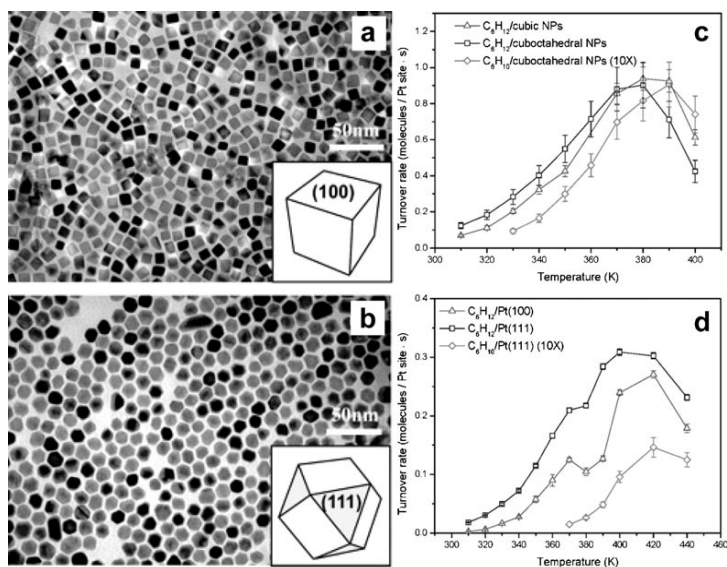 a
50nm
(100)
b
50nm
(111)
c
C₆H₁₂/cubic NPs
C₆H₁₂/cuboctahedral NPs
C₆H₁₀/cuboctahedral NPs (10X)
Turnover rate (molecules / Pt site · s)
1.2
1.0
0.8
0.6
0.4
0.2
0.0
300 320 340 360 380 400
Temperature (K)
d
C₆H₁₂/Pt(100)
C₆H₁₂/Pt(111)
C₆H₁₀/Pt(111) (10X)
Turnover rate (molecules / Pt site · s)
0.4
0.3
0.2
0.1
0.0
300 320 340 360 380 400 420 440 460
Temperature (K)